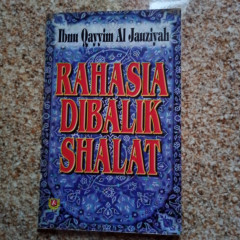 Ibnu Qayyim Al Jauziyah
RAHASIA
DIBALIK
SHALAT